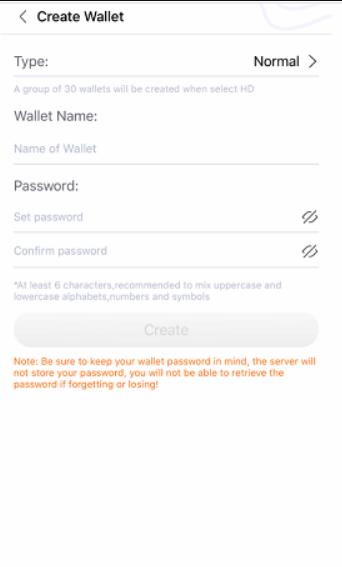 Create Wallet
Type: Normal
A group of 30 wallets will be created when select HD
Wallet Name:
Name of Wallet
Password:
Set password
Confirm password
*At least 6 characters,recommended to mix uppercase and
lowercase alphabets,numbers and symbols
Create
Note: Be sure to keep your wallet password in mind, the server will
not store your password, you will not be able to retrieve the
password if forgetting or losing!